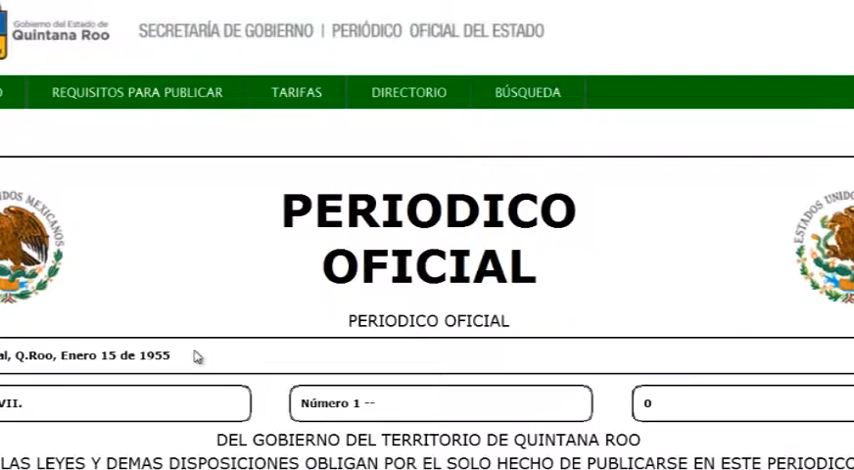 Gobierno del Estado de
Quintana Roo
SECRETARÍA DE GOBIERNO | PERIÓDICO OFICIAL DEL ESTADO
REQUISITOS PARA PUBLICAR TARIFAS DIRECTORIO BÚSQUEDA
PERIODICO
OFICIAL
PERIODICO OFICIAL
al, Q.Roo, Enero 15 de 1955
VII. Número 1 -- 0
DEL GOBIERNO DEL TERRITORIO DE QUINTANA ROO
LAS LEYES Y DEMAS DISPOSICIONES OBLIGAN POR EL SOLO HECHO DE PUBLICARSE EN ESTE PERIODICO